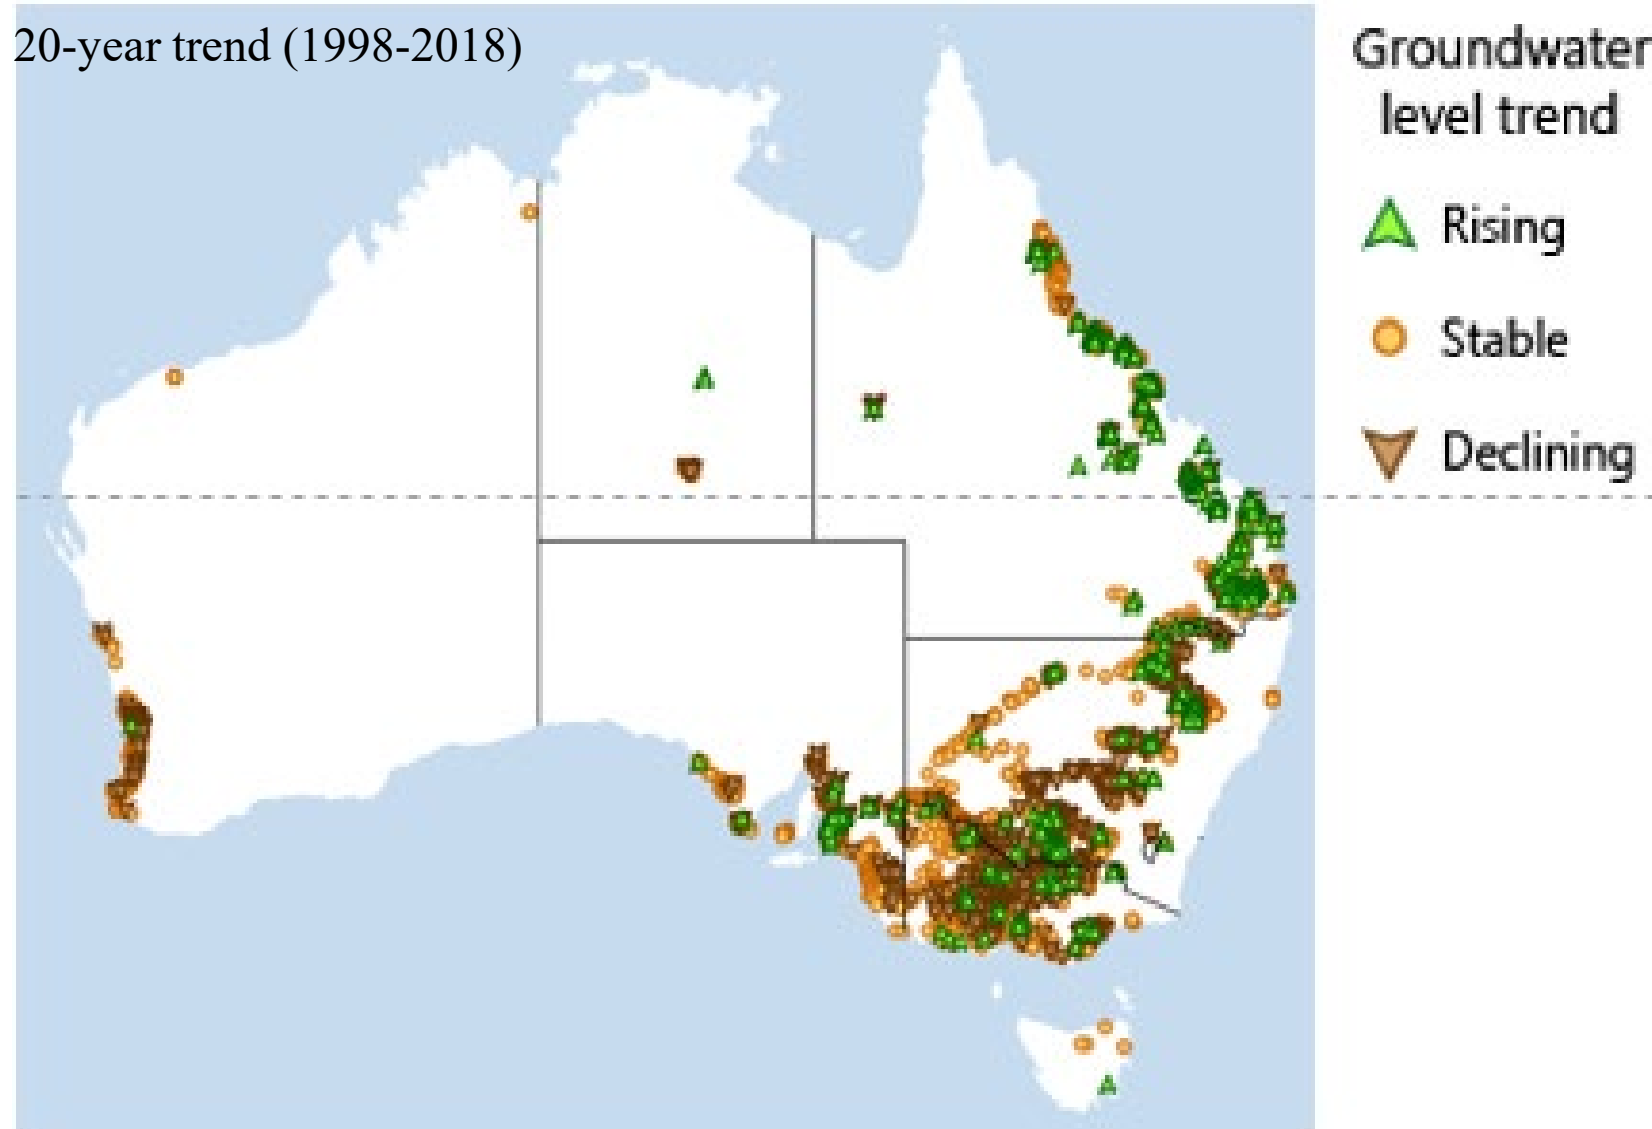 20-year trend (1998-2018)
Groundwater
level trend
Rising
Stable
Declining